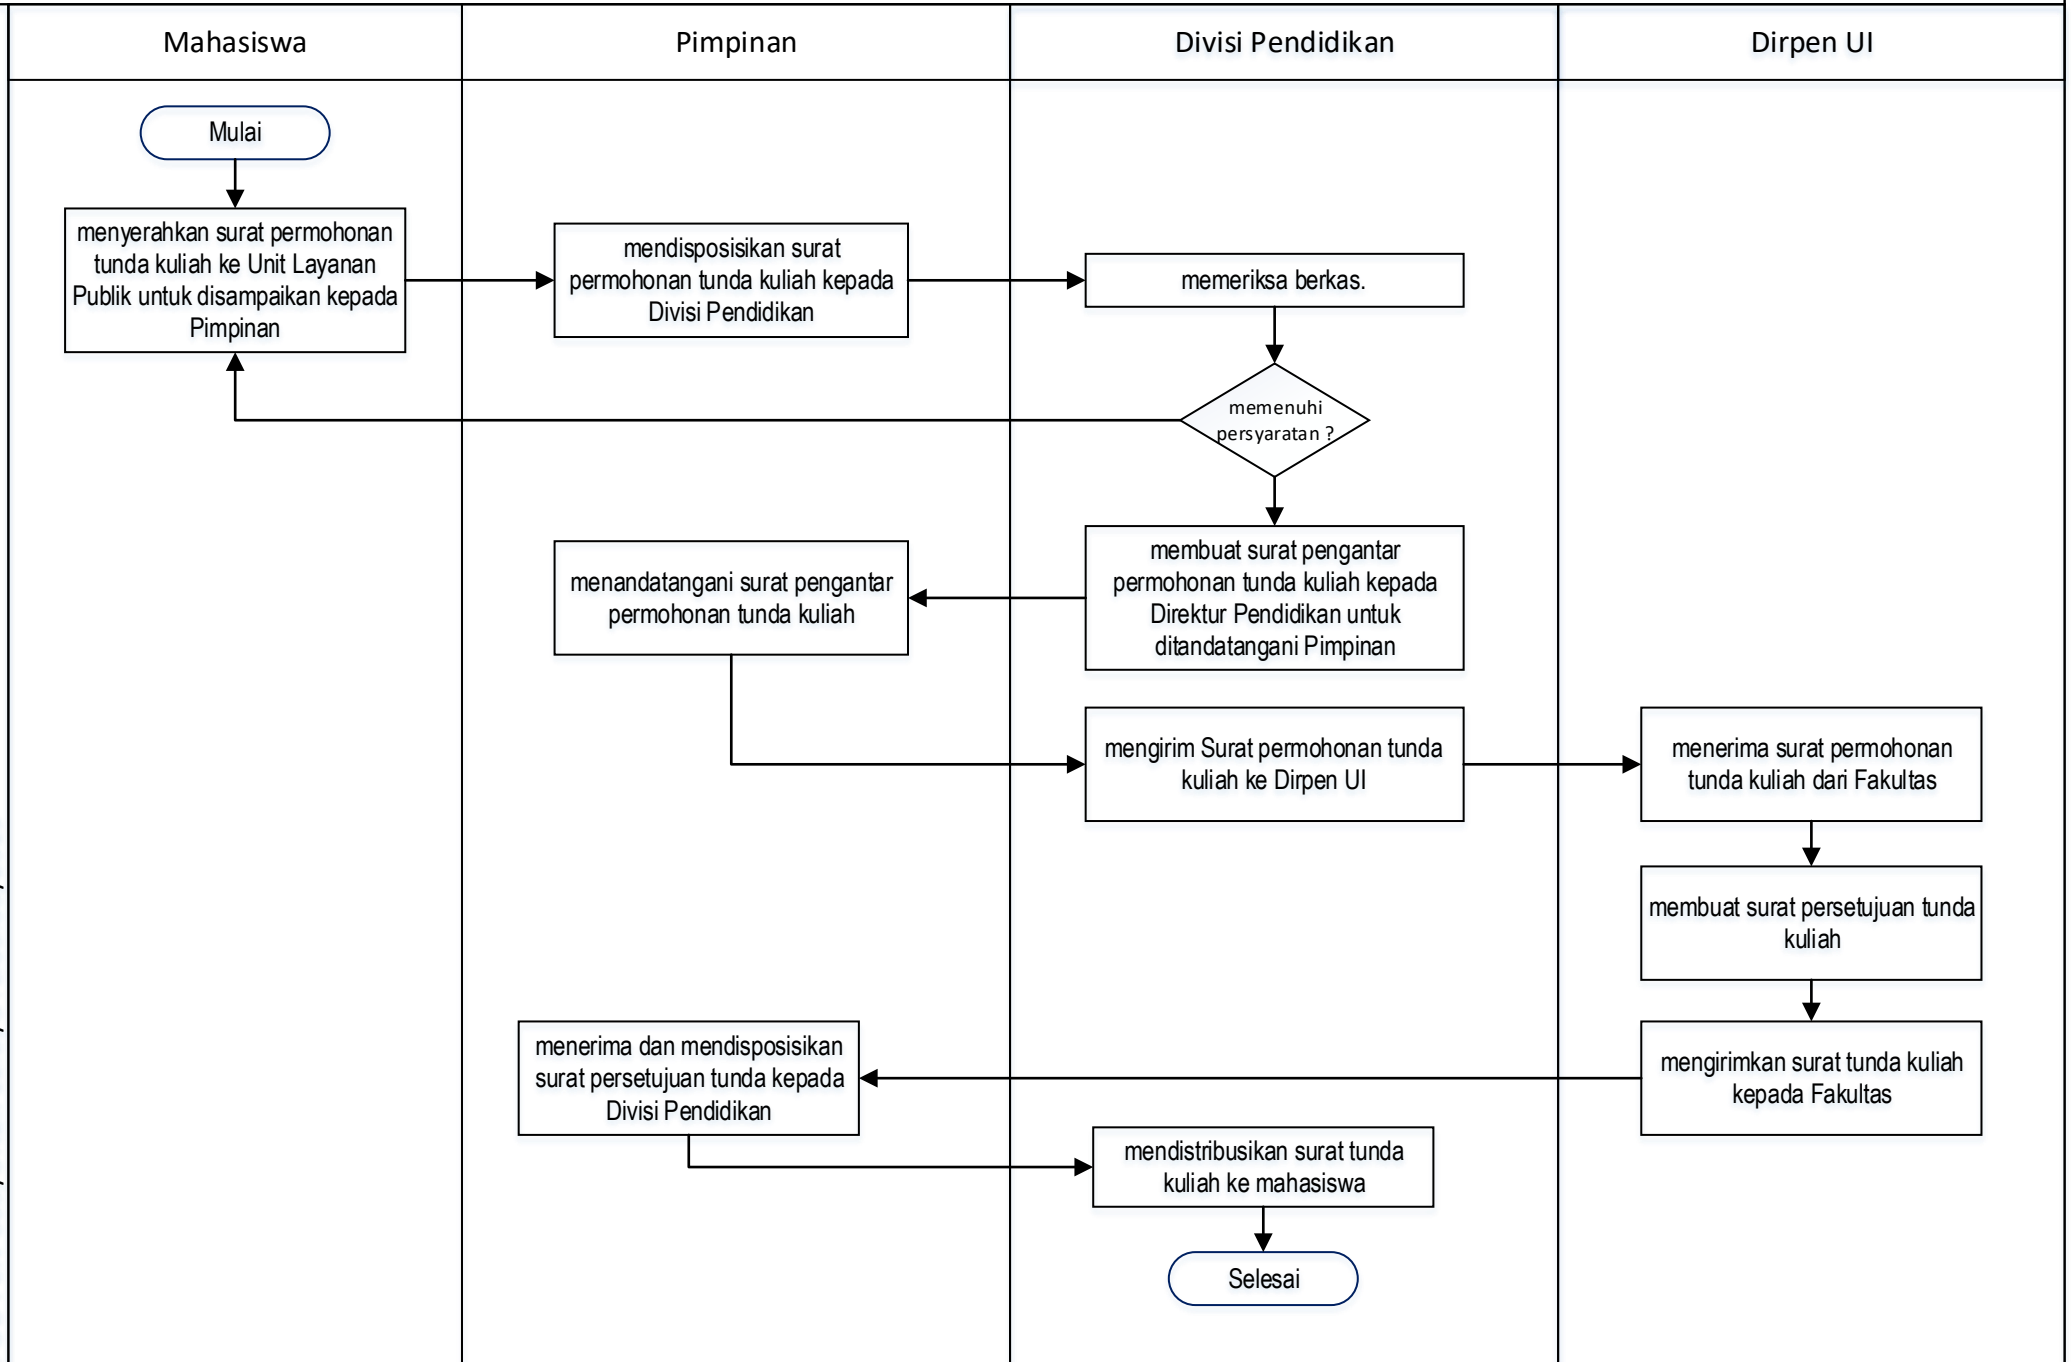 Mahasiswa
Pimpinan
Divisi Pendidikan
Dirpen UI
Mulai
menyerahkan surat permohonan
tunda kuliah ke Unit Layanan
Publik untuk disampaikan kepada
Pimpinan
mendisposisikan surat
permohonan tunda kuliah kepada
Divisi Pendidikan
memeriksa berkas.
memenuhi
persyaratan ?
membuat surat pengantar
permohonan tunda kuliah kepada
Direktur Pendidikan untuk
ditandatangani Pimpinan
menandatangani surat pengantar
permohonan tunda kuliah
mengirim Surat permohonan tunda
kuliah ke Dirpen UI
menerima surat permohonan
tunda kuliah dari Fakultas
membuat surat persetujuan tunda
kuliah
mengirimkan surat tunda kuliah
kepada Fakultas
menerima dan mendisposisikan
surat persetujuan tunda kepada
Divisi Pendidikan
mendistribusikan surat tunda
kuliah ke mahasiswa
Selesai